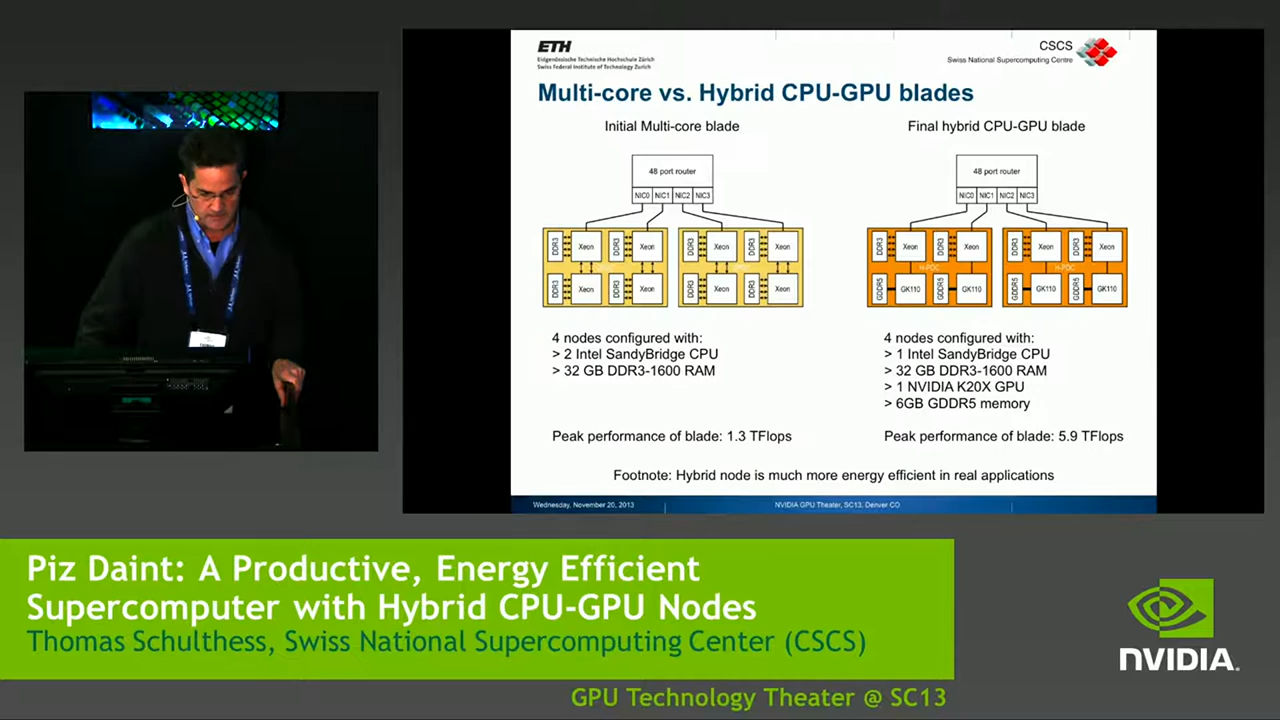 ETH
Eidgenössische Technische Hochschule Zürich
Swiss Federal Institute of Technology Zurich
CSCS
Swiss National Supercomputing Centre
Multi-core vs. Hybrid CPU-GPU blades
Initial Multi-core blade
48 port router
NIC0 NIC1 NIC2 NIC3
DDR3 Xeon DDR3 Xeon DDR3 Xeon DDR3 Xeon
DDR3 Xeon DDR3 Xeon DDR3 Xeon DDR3 Xeon
4 nodes configured with:
> 2 Intel SandyBridge CPU
> 32 GB DDR3-1600 RAM
Peak performance of blade: 1.3 TFlops
Final hybrid CPU-GPU blade
48 port router
NIC0 NIC1 NIC2 NIC3
DDR3 Xeon DDR3 Xeon DDR3 Xeon DDR3 Xeon
H-PDC H-PDC
GDDR5 GK110 GDDR5 GK110 GDDR5 GK110 GDDR5 GK110
4 nodes configured with:
> 1 Intel SandyBridge CPU
> 32 GB DDR3-1600 RAM
> 1 NVIDIA K20X GPU
> 6GB GDDR5 memory
Peak performance of blade: 5.9 TFlops
Footnote: Hybrid node is much more energy efficient in real applications
Wednesday, November 20, 2013
NVIDIA GPU Theater, SC13, Denver CO
Piz Daint: A Productive, Energy Efficient
Supercomputer with Hybrid CPU-GPU Nodes
Thomas Schulthess, Swiss National Supercomputing Center (CSCS)
NVIDIA.
GPU Technology Theater @ SC13